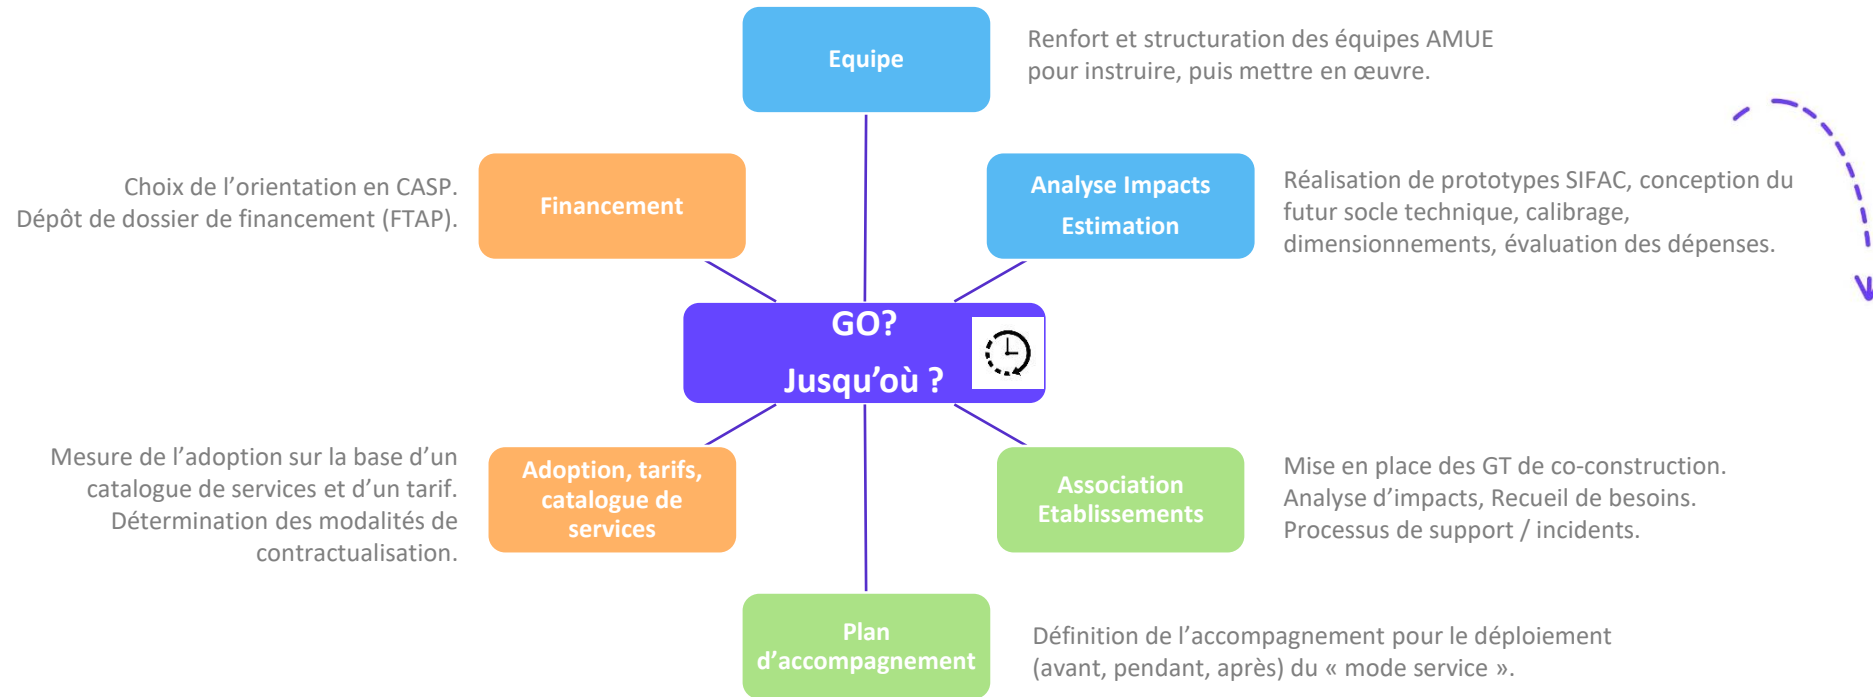 Equipe
Renfort et structuration des équipes AMUE
pour instruire, puis mettre en œuvre.
Choix de l’orientation en CASP.
Dépôt de dossier de financement (FTAP).
Financement
Analyse Impacts
Estimation
Réalisation de prototypes SIFAC, conception du
futur socle technique, calibrage,
dimensionnements, évaluation des dépenses.
GO?
Jusqu’où ?
Mesure de l’adoption sur la base d’un
catalogue de services et d’un tarif.
Détermination des modalités de
contractualisation.
Adoption, tarifs,
catalogue de
services
Association
Etablissements
Mise en place des GT de co-construction.
Analyse d’impacts, Recueil de besoins.
Processus de support / incidents.
Plan
d’accompagnement
Définition de l’accompagnement pour le déploiement
(avant, pendant, après) du « mode service ».